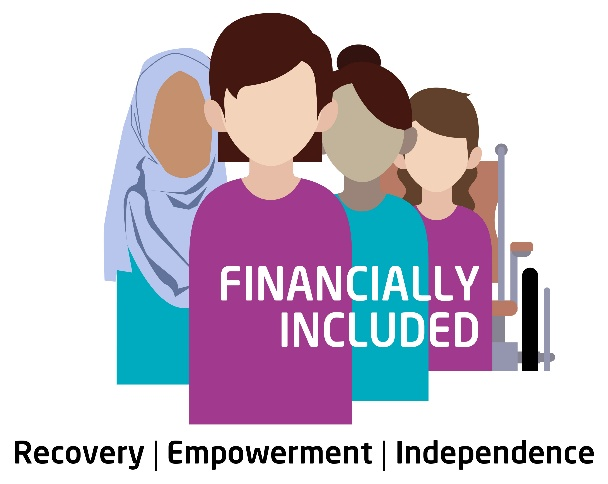 FINANCIALLY
INCLUDED
Recovery | Empowerment | Independence